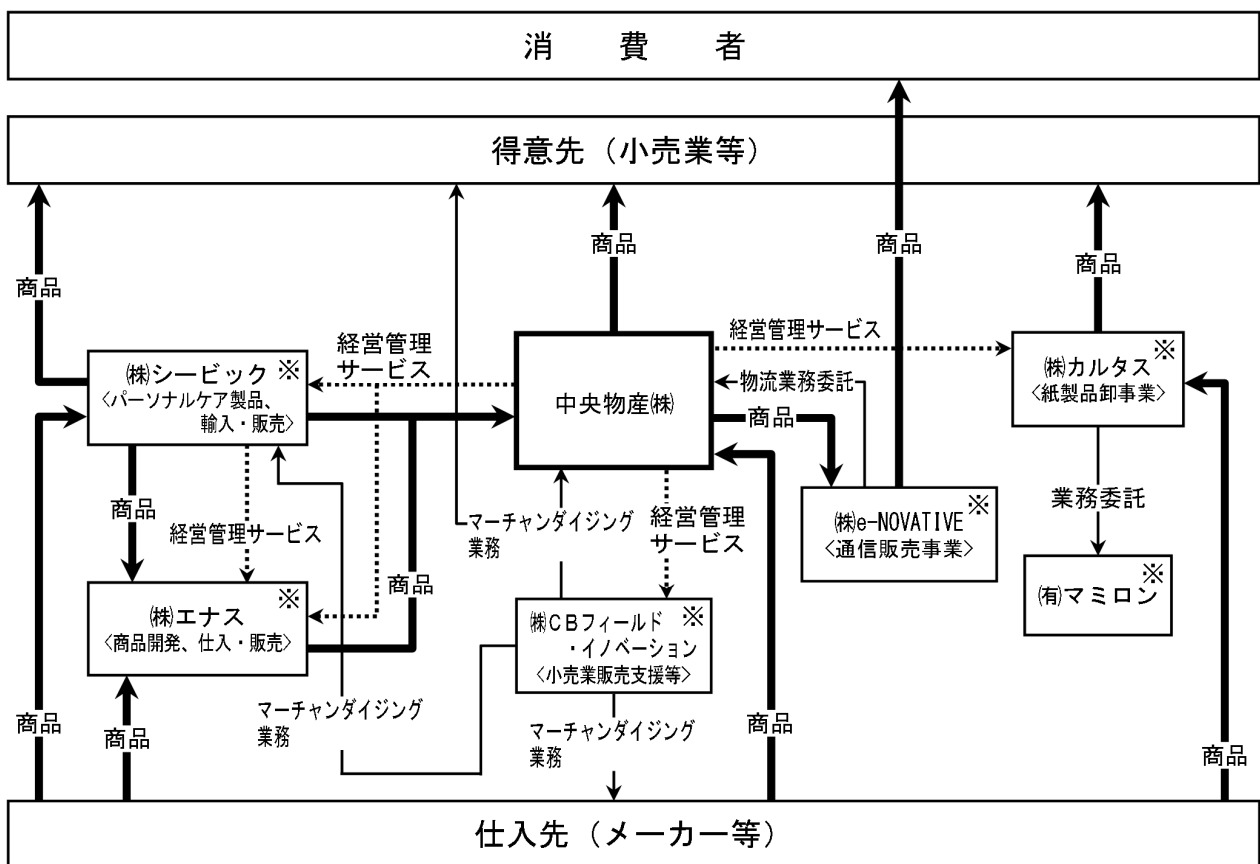 消費者
得意先（小売業等）
商品
商品
商品
商品
経営管理
サービス
経営管理サービス
㈱シービック ※
〈パーソナルケア製品、
輸入・販売〉
中央物産㈱
物流業務委託
商品
㈱カルタス ※
〈紙製品卸事業〉
商品
経営管理サービス
マーチャンダイジング
業務
経営管理
サービス
㈱e-NOVATIVE ※
〈通信販売事業〉
業務委託
㈲マミロン ※
商品
㈱エナス ※
〈商品開発、仕入・販売〉
㈱CBフィールド ※
・イノベーション
〈小売業販売支援等〉
商品
商品
マーチャンダイジング
業務
マーチャンダイジング
業務
商品
商品
仕入先（メーカー等）